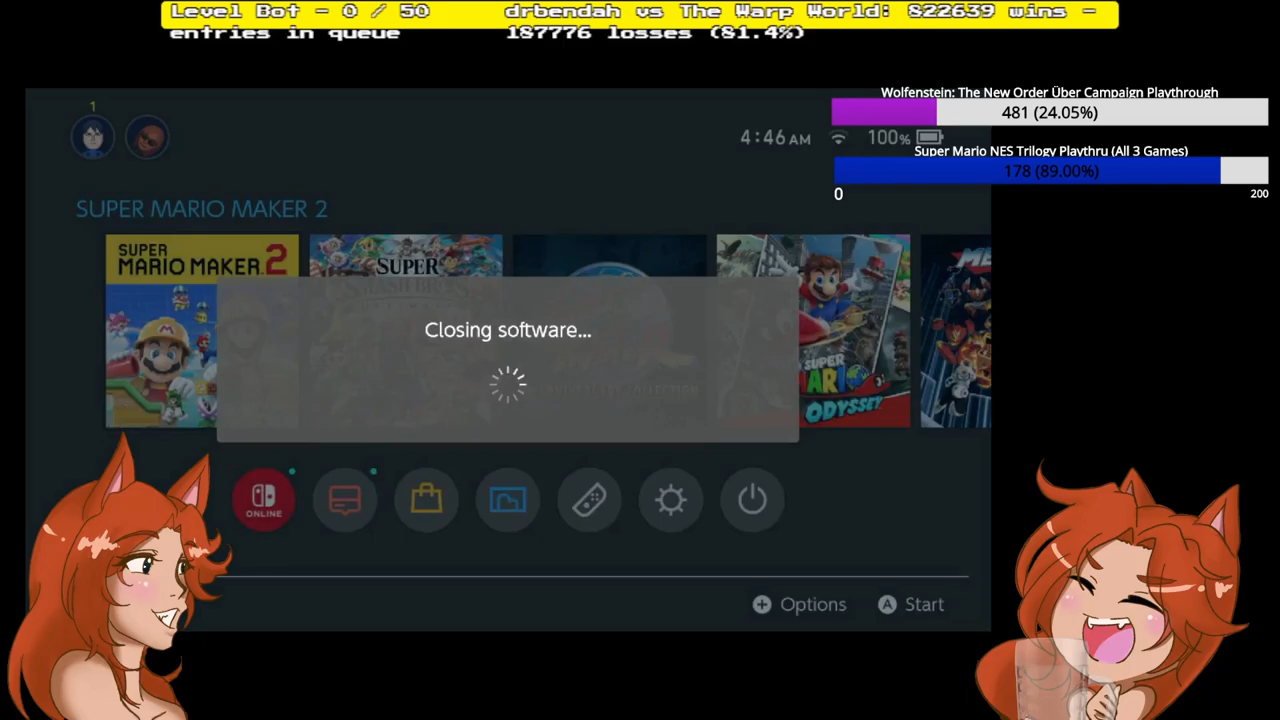 Level Bot - 0 / 50
entries in queue
drbendah vs The Warp World: 822639 wins -
187776 losses (81.4%)
Wolfenstein: The New Order Über Campaign Playthrough
481 (24.05%)
Super Mario NES Trilogy Playthru (All 3 Games)
178 (89.00%)
0
200
1
4:46 AM
100%
SUPER MARIO MAKER 2
SUPER
MARIO MAKER 2
SUPER
SMASH BROS
SUPER
MARIO
ODYSSEY
Closing software...
ONLINE
+ Options
A Start